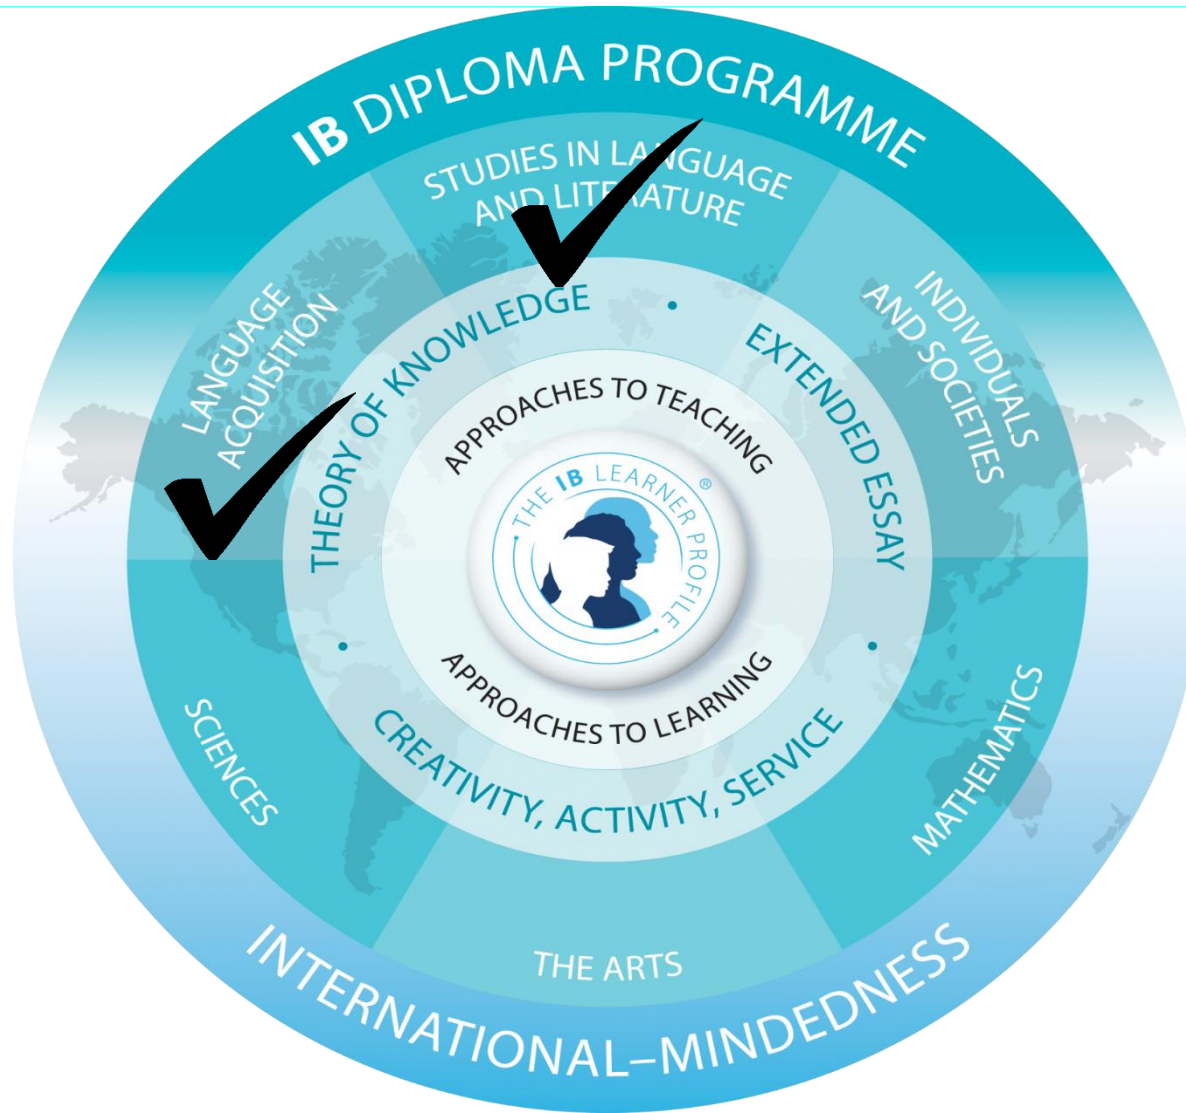 IB DIPLOMA PROGRAMME
STUDIES IN LANGUAGE
AND LITERATURE
LANGUAGE
ACQUISITION
INDIVIDUALS
AND SOCIETIES
THEORY OF KNOWLEDGE
•
EXTENDED ESSAY
APPROACHES TO TEACHING
THE IB LEARNER PROFILE ®
APPROACHES TO LEARNING
•
CREATIVITY, ACTIVITY, SERVICE
•
SCIENCES
MATHEMATICS
THE ARTS
INTERNATIONAL–MINDEDNESS